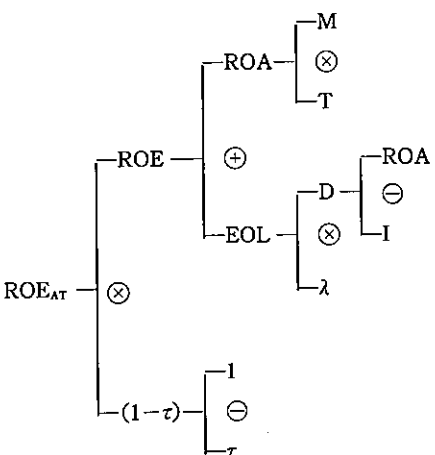 M
ROA
⊗
T
ROE
⊕
ROA
D
⊖
EOL
⊗
I
ROE_AT
⊗
λ
1
(1−τ)
⊖
τ